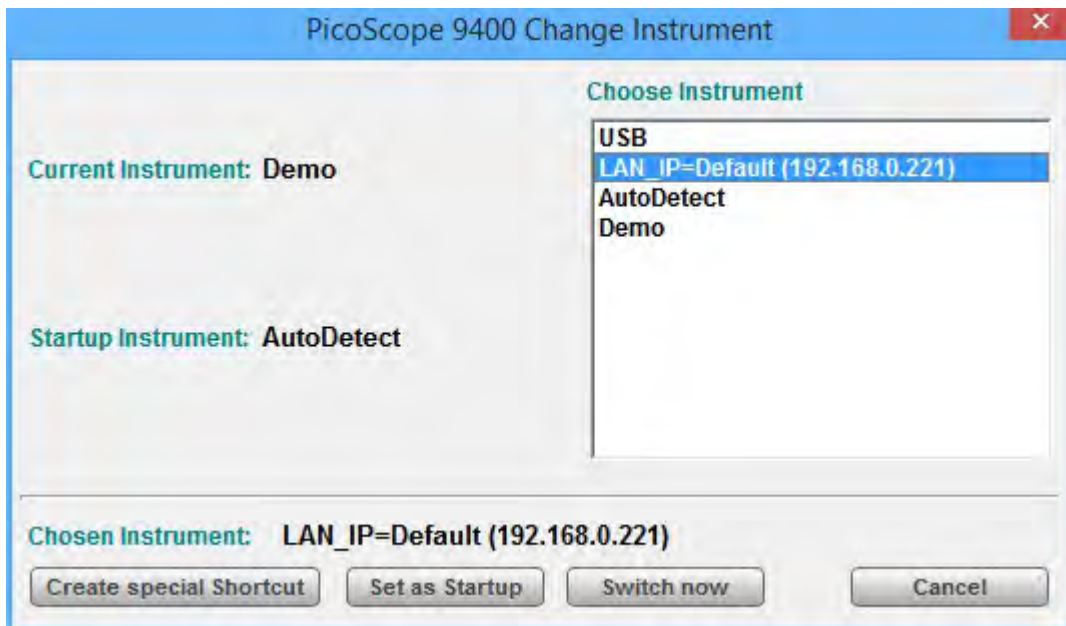 PicoScope 9400 Change Instrument
Choose Instrument
USB
LAN_IP=Default (192.168.0.221)
AutoDetect
Demo
Current Instrument: Demo
Startup Instrument: AutoDetect
Chosen Instrument: LAN_IP=Default (192.168.0.221)
Create special Shortcut Set as Startup Switch now Cancel